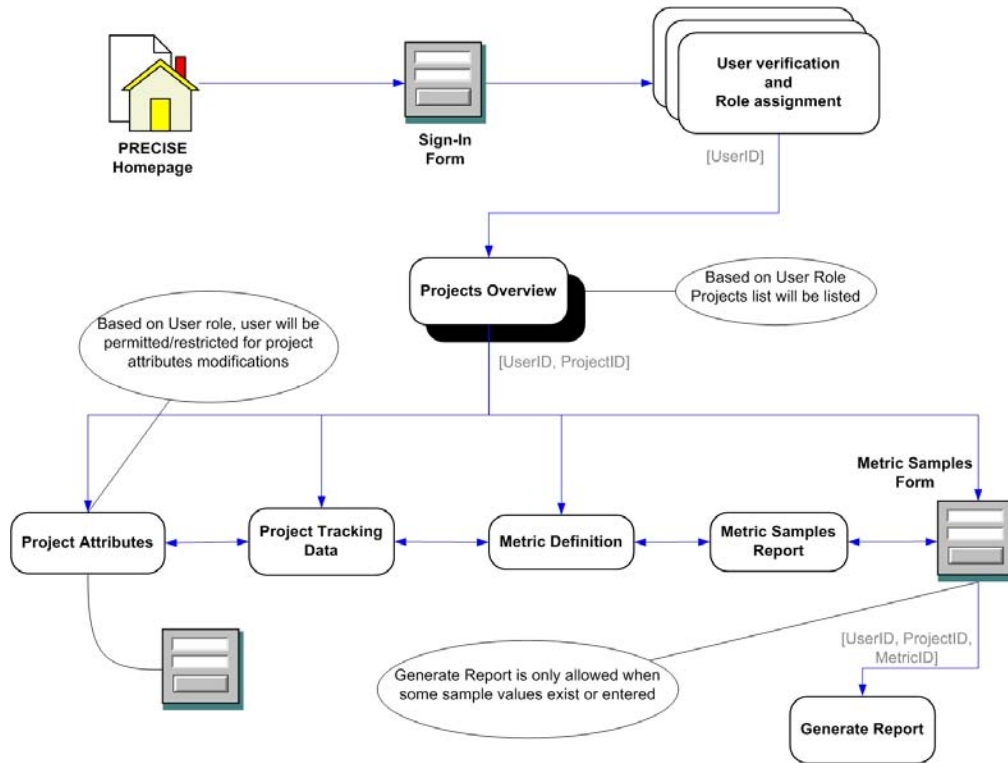 PRECISE
Homepage
Sign-In
Form
User verification
and
Role assignment
[UserID]
Projects Overview
Based on User Role
Projects list will be listed
Based on User role, user will be
permitted/restricted for project
attributes modifications
[UserID, ProjectID]
Metric Samples
Form
Project Attributes
Project Tracking
Data
Metric Definition
Metric Samples
Report
[UserID, ProjectID,
MetricID]
Generate Report is only allowed when
some sample values exist or entered
Generate Report